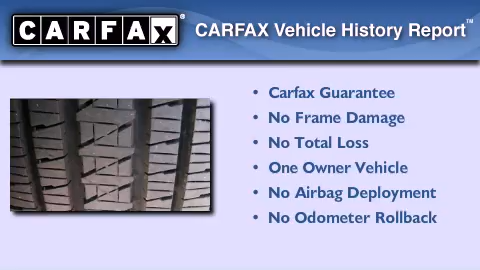 CARFAX® CARFAX Vehicle History Report™
• Carfax Guarantee
• No Frame Damage
• No Total Loss
• One Owner Vehicle
• No Airbag Deployment
• No Odometer Rollback